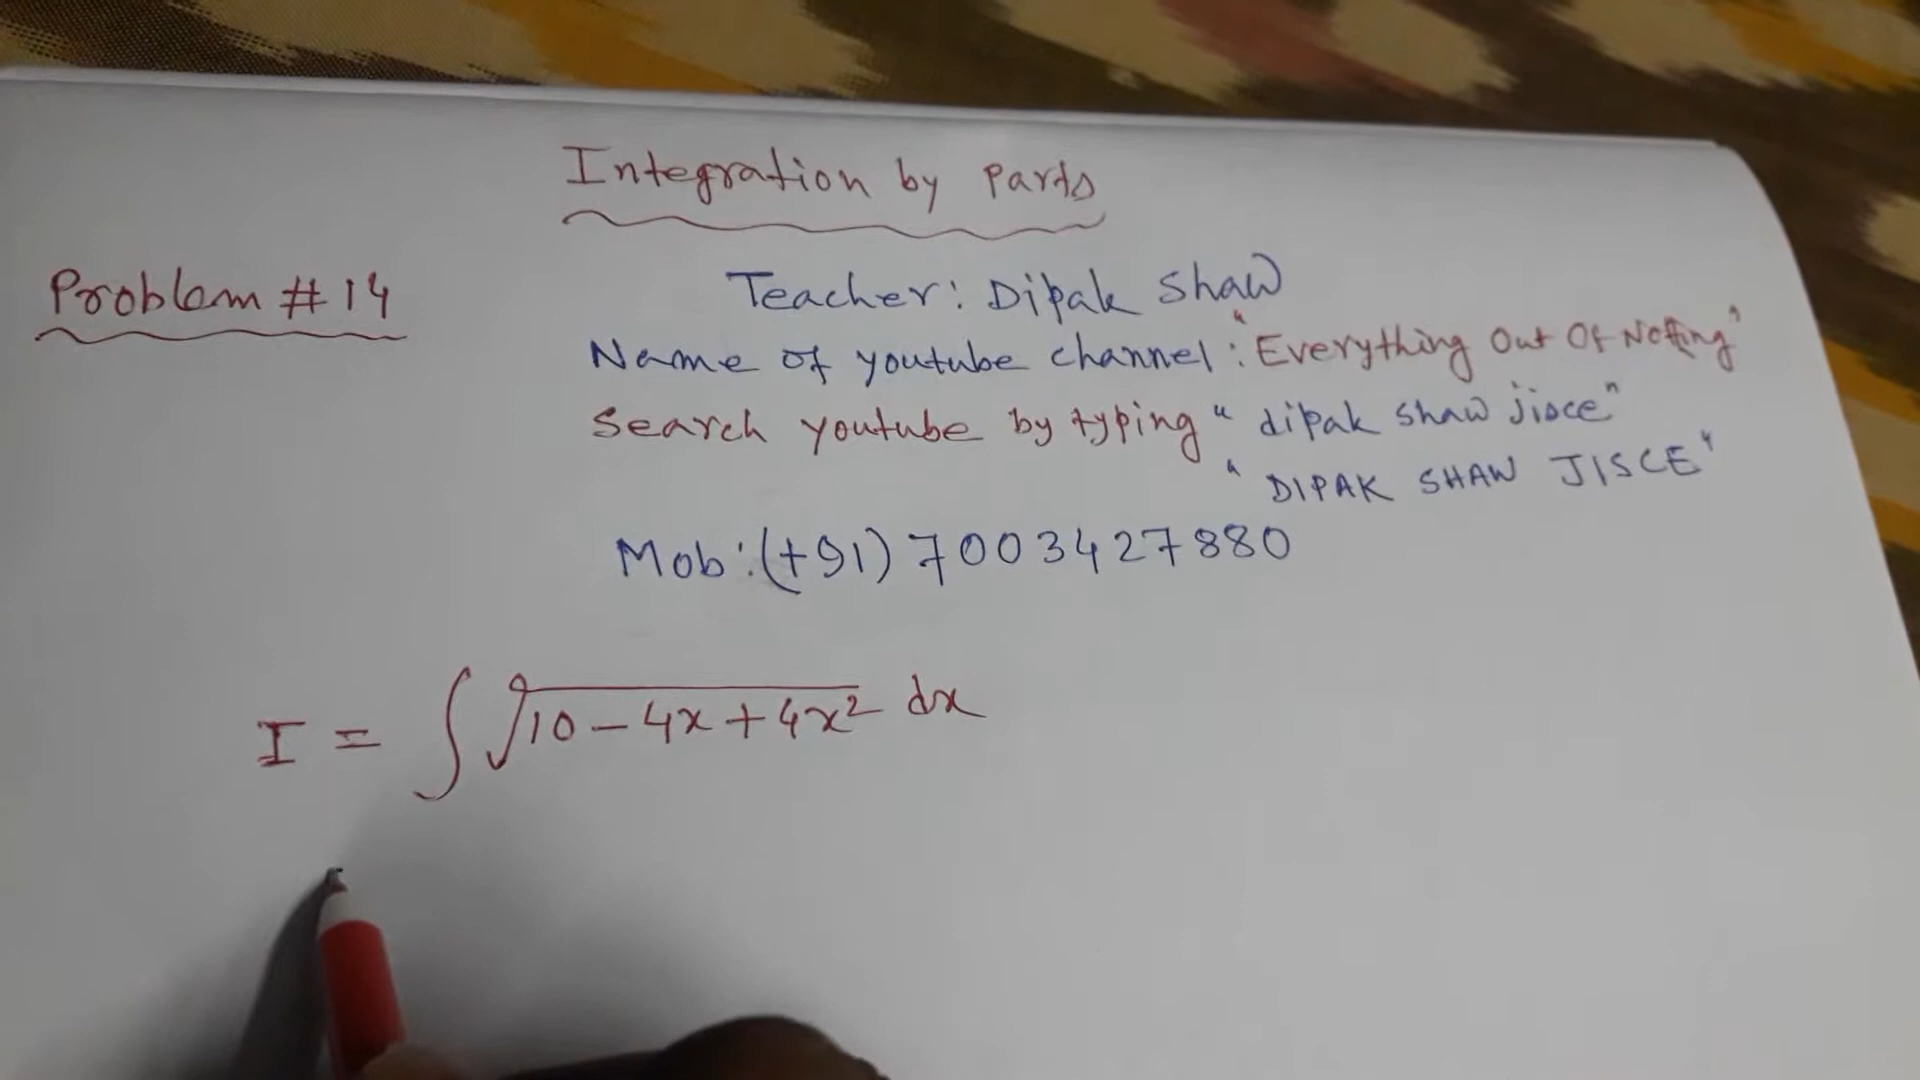 Integration by parts
Problem # 14
Teacher: Dipak Shaw
Name of youtube channel: "Everything Out Of Nothing"
Search youtube by typing "dipak shaw jisce"
"DIPAK SHAW JISCE"
Mob:(+91) 7003427880
I = ∫ √(10 - 4x + 4x²) dx